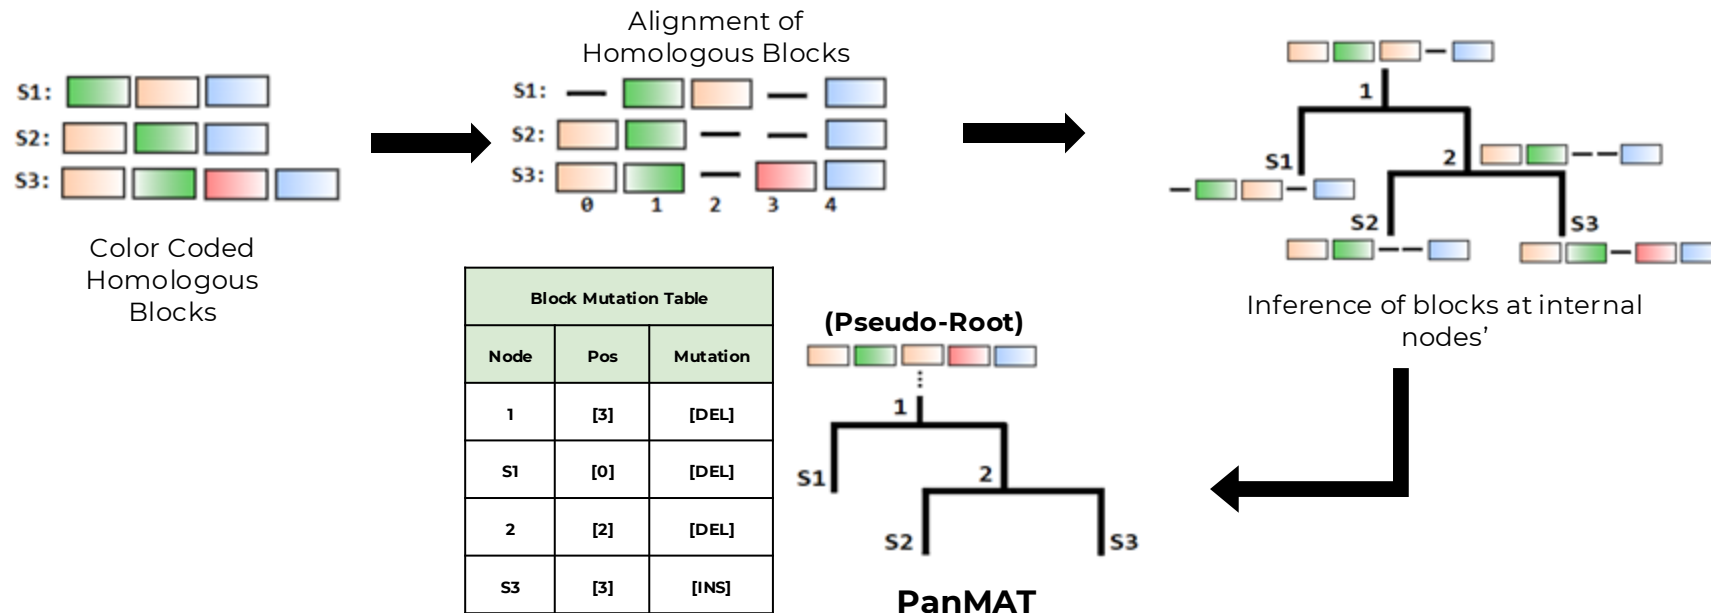 S1:
S2:
S3:
Color Coded
Homologous
Blocks
Alignment of
Homologous Blocks
S1:
S2:
S3:
0 1 2 3 4
1
S1
2
S2
S3
Inference of blocks at internal
nodes’
Block Mutation Table
Node Pos Mutation
1 [3] [DEL]
S1 [0] [DEL]
2 [2] [DEL]
S3 [3] [INS]
(Pseudo-Root)
1
S1
2
S2
S3
PanMAT